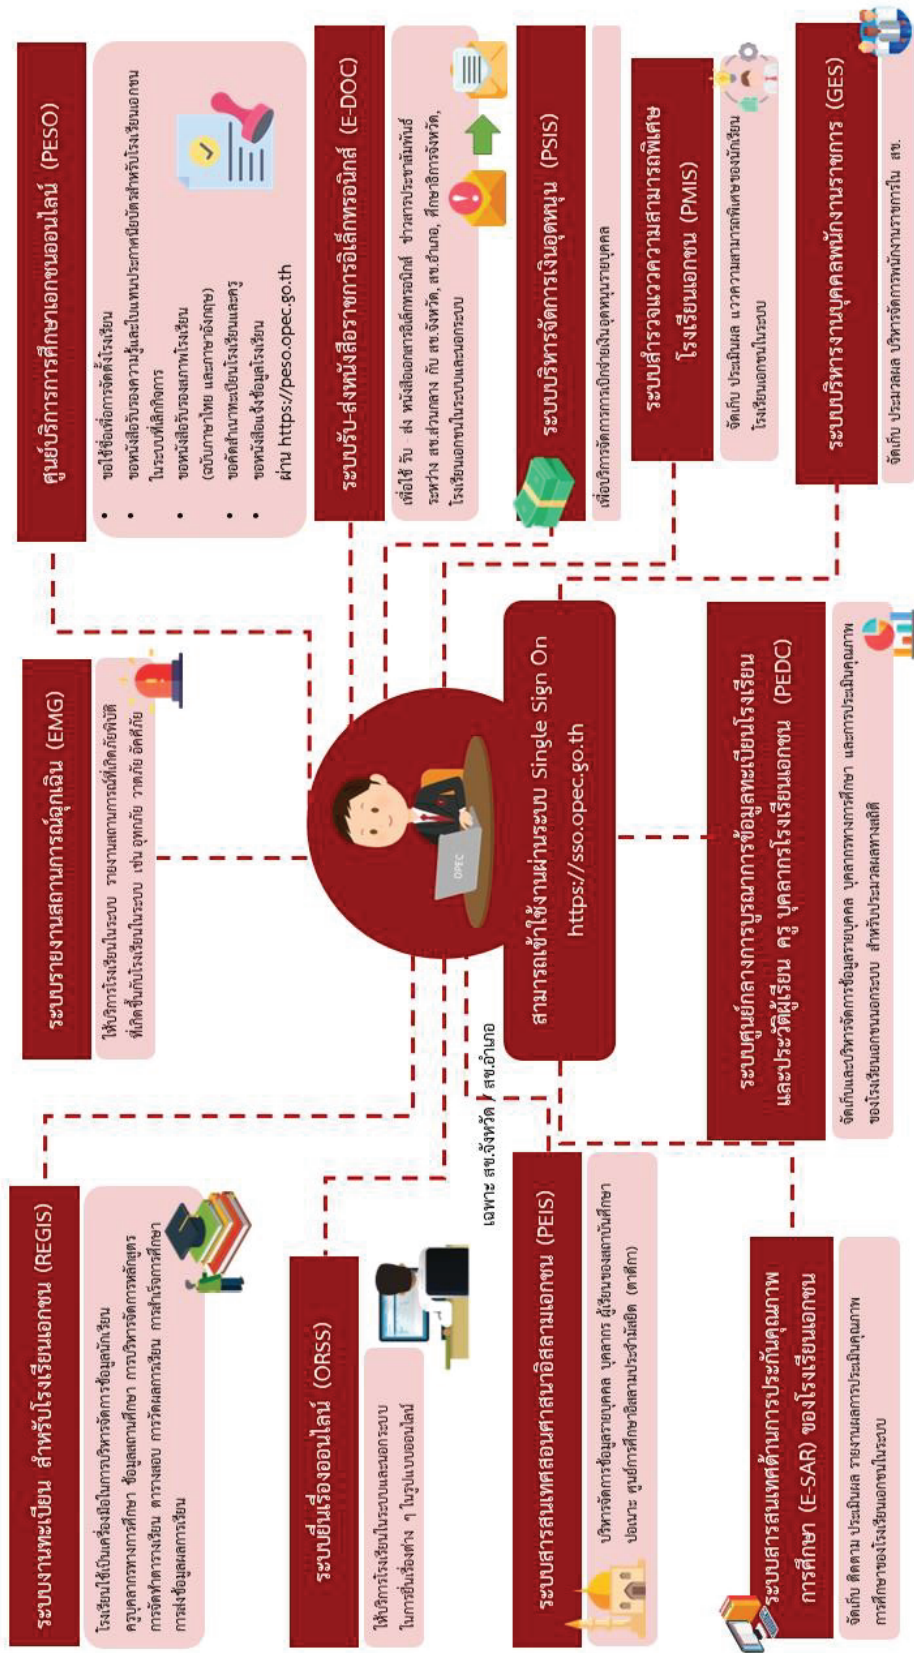 ระบบงานทะเบียน สำหรับโรงเรียนเอกชน (REGIS)
โรงเรียนใช้เป็นเครื่องมือในการบริหารจัดการข้อมูลนักเรียน
ครูบุคลากรทางการศึกษา ข้อมูลสถานศึกษา การบริหารจัดการหลักสูตร
การจัดทำตารางเรียน ตารางสอบ การวัดผลการเรียน การสำเร็จการศึกษา
การส่งข้อมูลผลการเรียน
ระบบรายงานสถานการณ์ฉุกเฉิน (EMG)
ให้บริการโรงเรียนในระบบ รายงานสถานการณ์ที่เกิดภัยพิบัติ
ที่เกิดขึ้นกับโรงเรียนในระบบ เช่น อุทกภัย วาตภัย อัคคีภัย
ศูนย์บริการการศึกษาเอกชนออนไลน์ (PESO)
• ขอใช้ชื่อเพื่อการจัดตั้งโรงเรียน
• ขอหนังสือรับรองความรู้และใบแทนประกาศนียบัตรสำหรับโรงเรียนเอกชน
ในระบบที่เลิกกิจการ
• ขอหนังสือรับรองสภาพโรงเรียน
(ฉบับภาษาไทย และภาษาอังกฤษ)
• ขอคัดสำเนาทะเบียนโรงเรียนและครู
• ขอหนังสือแจ้งข้อมูลโรงเรียน
ผ่าน https://peso.opec.go.th
ระบบยื่นเรื่องออนไลน์ (ORSS)
ให้บริการโรงเรียนในระบบและนอกระบบ
ในการยื่นเรื่องต่าง ๆ ในรูปแบบออนไลน์
ระบบรับ-ส่งหนังสือราชการอิเล็กทรอนิกส์ (E-DOC)
เพื่อใช้ รับ - ส่ง หนังสือเอกสารอิเล็กทรอนิกส์ ข่าวสารประชาสัมพันธ์
ระหว่าง สช.ส่วนกลาง กับ สช.จังหวัด, สช.อำเภอ, ศึกษาธิการจังหวัด,
โรงเรียนเอกชนในระบบและนอกระบบ
OPEC
เฉพาะ สช.จังหวัด / สช.อำเภอ
สามารถเข้าใช้งานผ่านระบบ Single Sign On
https://sso.opec.go.th
ระบบสารสนเทศสอนศาสนาอิสลามเอกชน (PEIS)
บริหารจัดการข้อมูลรายบุคคล บุคลากร ผู้เรียนของสถาบันศึกษา
ปอเนาะ ศูนย์การศึกษาอิสลามประจำมัสยิด (ตาดีกา)
ระบบบริหารจัดการเงินอุดหนุน (PSIS)
เพื่อบริการจัดการการเบิกจ่ายเงินอุดหนุนรายบุคคล
ระบบสำรวจแววความสามารถพิเศษ
โรงเรียนเอกชน (PMIS)
จัดเก็บ ประเมินผล แววความสามารถพิเศษของนักเรียน
โรงเรียนเอกชนในระบบ
ระบบสารสนเทศด้านการประกันคุณภาพ
การศึกษา (E-SAR) ของโรงเรียนเอกชน
จัดเก็บ ติดตาม ประเมินผล รายงานผลการประเมินคุณภาพ
การศึกษาของโรงเรียนเอกชนในระบบ
ระบบศูนย์กลางการบูรณาการข้อมูลทะเบียนโรงเรียน
และประวัติผู้เรียน ครู บุคลากรโรงเรียนเอกชน (PEDC)
จัดเก็บและบริหารจัดการข้อมูลรายบุคคล บุคลากรทางการศึกษา และการประเมินคุณภาพ
ของโรงเรียนเอกชนนอกระบบ สำหรับประมวลผลทางสถิติ
ระบบบริหารงานบุคคลพนักงานราชการ (GES)
จัดเก็บ ประมวลผล บริหารจัดการพนักงานราชการใน สช.